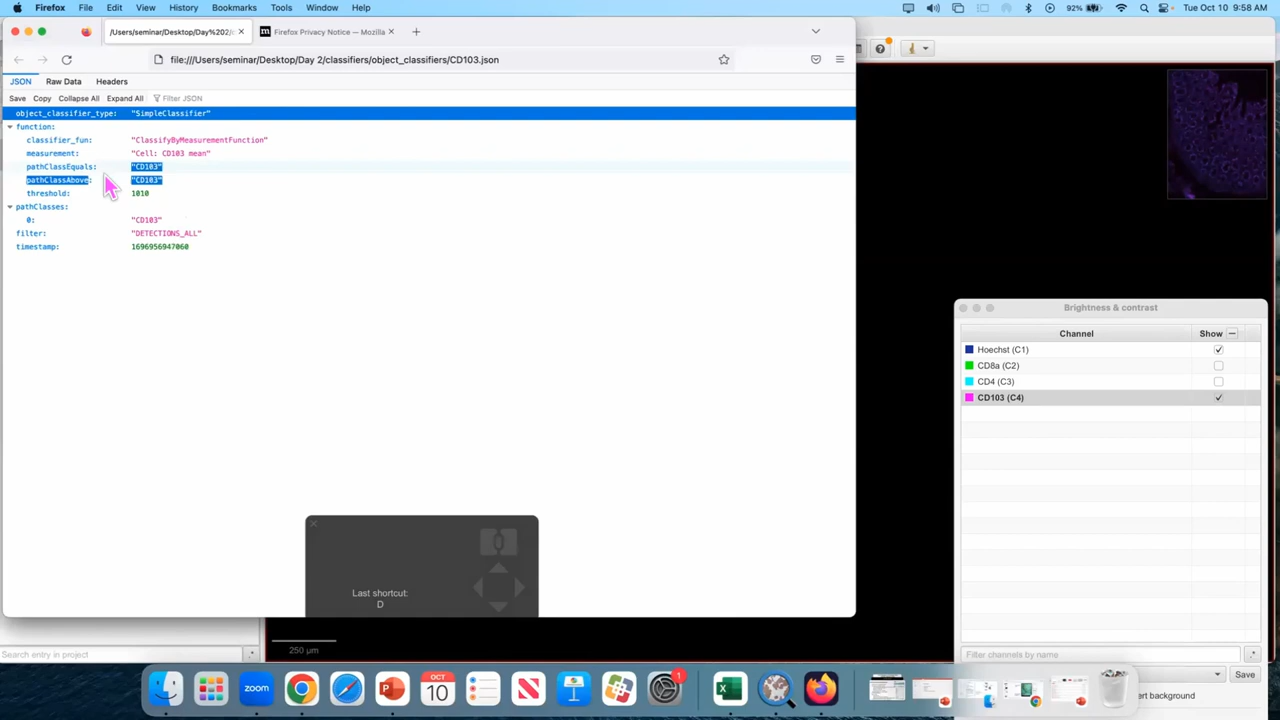 Firefox File Edit View History Bookmarks Tools Window Help 92% Tue Oct 10 9:58 AM
/Users/seminar/Desktop/Day%202/ Firefox Privacy Notice — Mozilla
file:///Users/seminar/Desktop/Day 2/classifiers/object_classifiers/CD103.json
JSON Raw Data Headers
Save Copy Collapse All Expand All Filter JSON
object_classifier_type: "SimpleClassifier"
function:
classifier_fun: "ClassifyByMeasurementFunction"
measurement: "Cell: CD103 mean"
pathClassEquals: "CD103"
pathClassAbove: "CD103"
threshold: 1010
pathClasses:
0: "CD103"
filter: "DETECTIONS_ALL"
timestamp: 1696956947060
Brightness & contrast
Channel Show
Hoechst (C1)
CD8a (C2)
CD4 (C3)
CD103 (C4)
Last shortcut:
D
250 µm
Search entry in project
Filter channels by name
Save
ert background
OCT
10
zoom
1